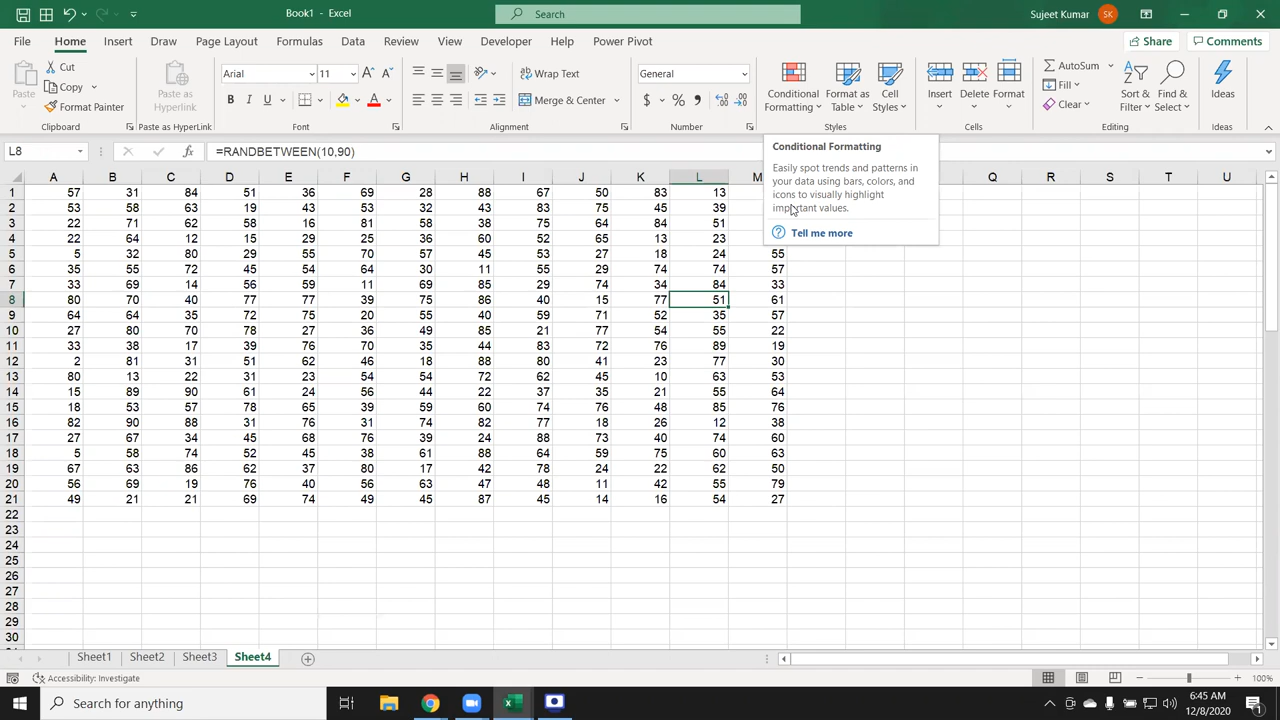 Book1 - Excel
Search
Sujeet Kumar
SK
File Home Insert Draw Page Layout Formulas Data Review View Developer Help Power Pivot
Share Comments
Paste
Cut
Copy
Format Painter
Clipboard
Paste as Hyperlink
Paste as HyperLink
Arial 11
B I U
Font
Wrap Text
Merge & Center
Alignment
General
$ % 9
Number
Conditional Formatting
Format as Table
Cell Styles
Styles
Insert Delete Format
Cells
AutoSum
Fill
Clear
Sort & Filter
Find & Select
Editing
Ideas
Ideas
L8
fx
=RANDBETWEEN(10,90)
Conditional Formatting
Easily spot trends and patterns in
your data using bars, colors, and
icons to visually highlight
important values.
Tell me more
A B C D E F G H I J K L M Q R S T U
1 57 31 84 51 36 69 28 88 67 50 83 13
2 53 58 63 19 43 53 32 43 83 75 45 39
3 22 71 62 58 16 81 58 38 75 64 84 51
4 22 64 12 15 29 25 36 60 52 65 13 23
5 5 32 80 29 55 70 57 45 53 27 18 24 55
6 35 55 72 45 54 64 30 11 55 29 74 74 57
7 33 69 14 56 59 11 69 85 29 74 34 84 33
8 80 70 40 77 77 39 75 86 40 15 77 51 61
9 64 64 35 72 75 20 55 40 59 71 52 35 57
10 27 80 70 78 27 36 49 85 21 77 54 55 22
11 33 38 17 39 76 70 35 44 83 72 76 89 19
12 2 81 31 51 62 46 18 88 80 41 23 77 30
13 80 13 22 31 23 54 54 72 62 45 10 63 53
14 15 89 90 61 24 56 44 22 37 35 21 55 64
15 18 53 57 78 65 39 59 60 74 76 48 85 76
16 82 90 88 31 76 31 74 82 77 18 26 12 38
17 27 67 34 45 68 76 39 24 88 73 40 74 60
18 5 58 74 52 45 38 61 88 64 59 75 60 63
19 67 63 86 62 37 80 17 42 78 24 22 62 50
20 56 69 19 76 40 56 63 47 48 11 42 55 79
21 49 21 21 69 74 49 45 87 45 14 16 54 27
22
23
24
25
26
27
28
29
30
Sheet1 Sheet2 Sheet3 Sheet4
Accessibility: Investigate
100%
Search for anything
6:45 AM
12/8/2020